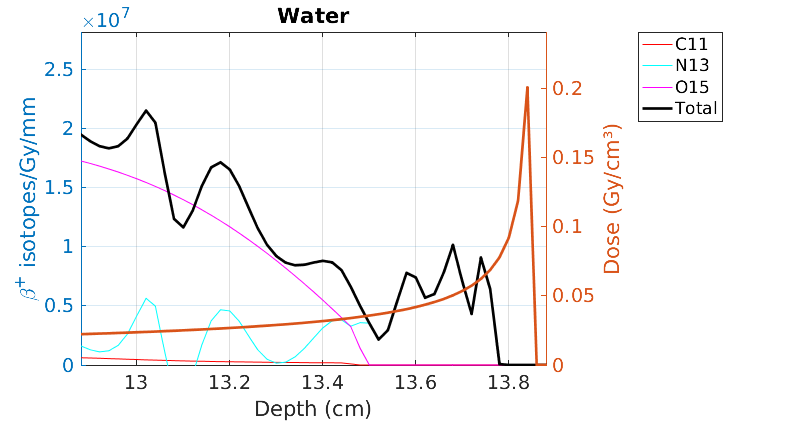 Water
×10⁷
2.5
2
1.5
1
0.5
0
β⁺ isotopes/Gy/mm
13
13.2
13.4
13.6
13.8
Depth (cm)
0.2
0.15
0.1
0.05
0
Dose (Gy/cm³)
C11
N13
O15
Total